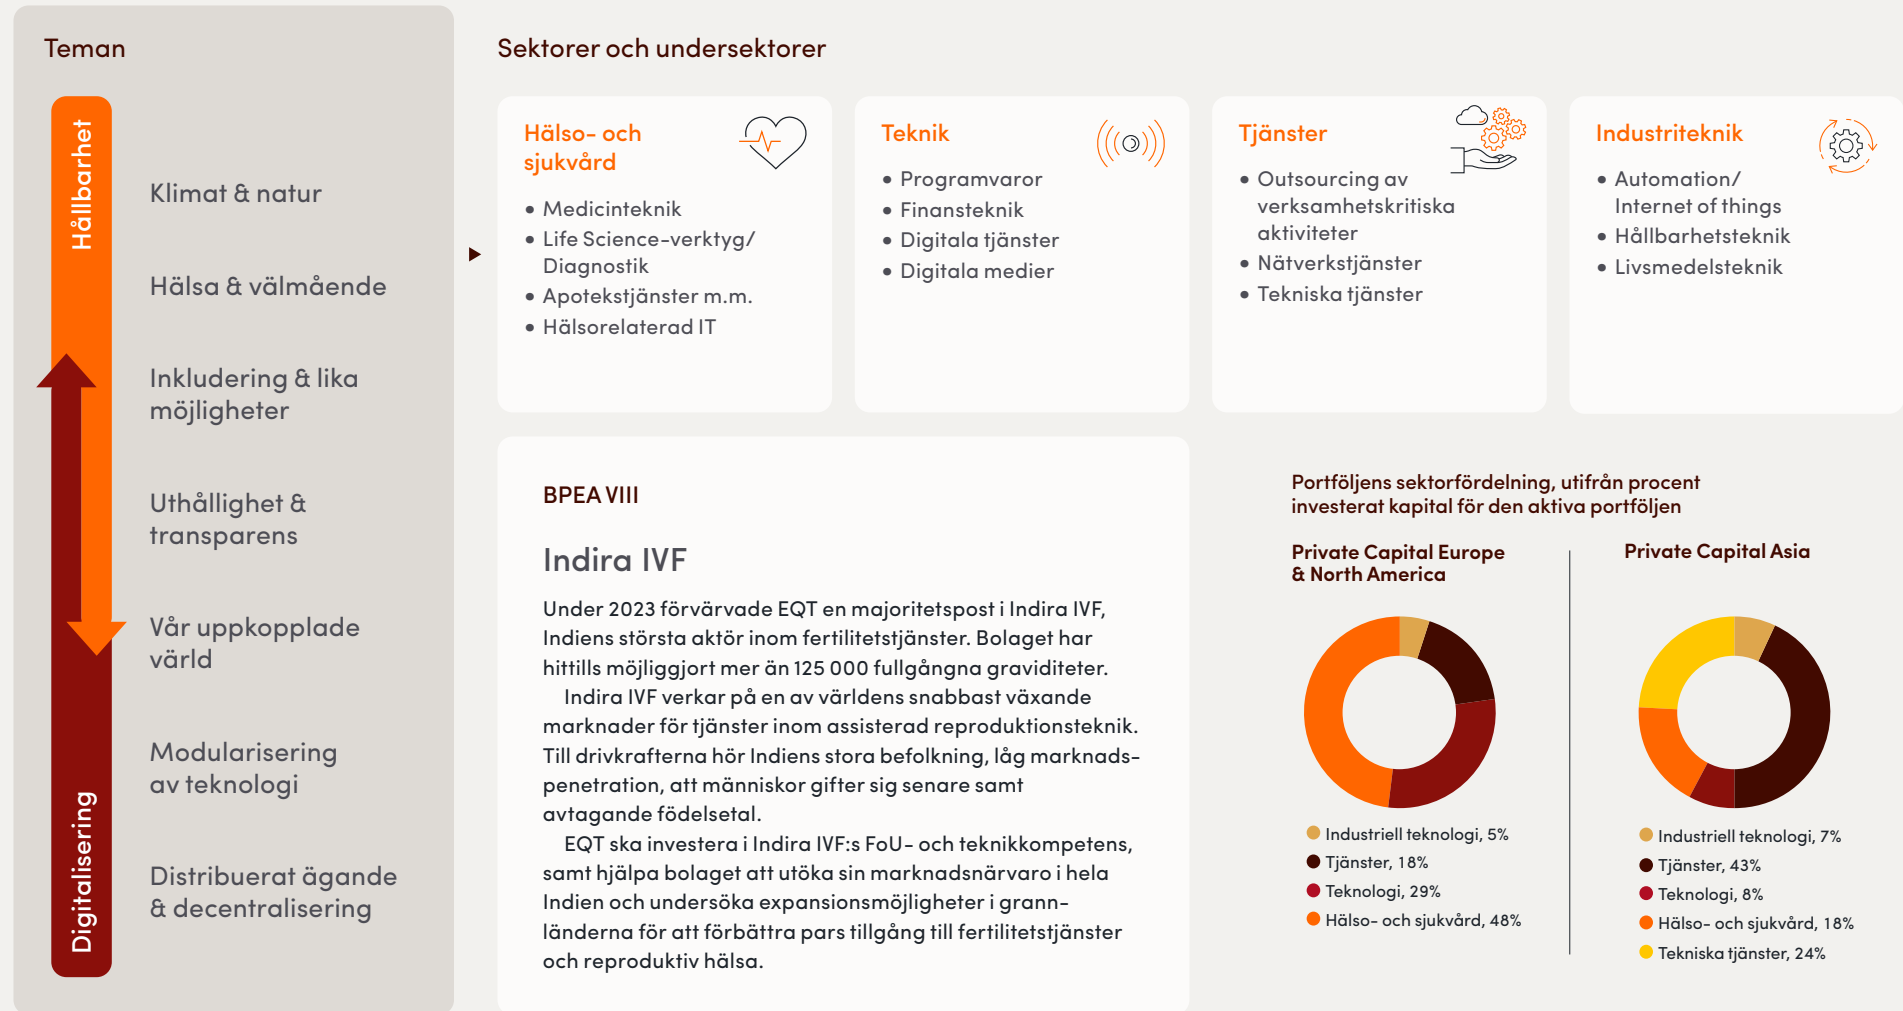 Teman
Hållbarhet
Klimat & natur
Hälsa & välmående
Inkludering & lika
möjligheter
Uthållighet &
transparens
Vår uppkopplade
värld
Modularisering
av teknologi
Distribuerat ägande
& decentralisering
Digitalisering
Sektorer och undersektorer
Hälso- och
sjukvård
• Medicinteknik
• Life Science-verktyg/
Diagnostik
• Apotekstjänster m.m.
• Hälsorelaterad IT
Teknik
• Programvaror
• Finansteknik
• Digitala tjänster
• Digitala medier
Tjänster
• Outsourcing av
verksamhetskritiska
aktiviteter
• Nätverkstjänster
• Tekniska tjänster
Industriteknik
• Automation/
Internet of things
• Hållbarhetsteknik
• Livsmedelsteknik
BPEA VIII
Indira IVF
Under 2023 förvärvade EQT en majoritetspost i Indira IVF,
Indiens största aktör inom fertilitetstjänster. Bolaget har
hittills möjliggjort mer än 125 000 fullgångna graviditeter.
Indira IVF verkar på en av världens snabbast växande
marknader för tjänster inom assisterad reproduktionsteknik.
Till drivkrafterna hör Indiens stora befolkning, låg marknads-
penetration, att människor gifter sig senare samt
avtagande födelsetal.
EQT ska investera i Indira IVF:s FoU- och teknikkompetens,
samt hjälpa bolaget att utöka sin marknadsnärvaro i hela
Indien och undersöka expansionsmöjligheter i grann-
länderna för att förbättra pars tillgång till fertilitetstjänster
och reproduktiv hälsa.
Portföljens sektorfördelning, utifrån procent
investerat kapital för den aktiva portföljen
Private Capital Europe
& North America
Industriell teknologi, 5%
Tjänster, 18%
Teknologi, 29%
Hälso- och sjukvård, 48%
Private Capital Asia
Industriell teknologi, 7%
Tjänster, 43%
Teknologi, 8%
Hälso- och sjukvård, 18%
Tekniska tjänster, 24%